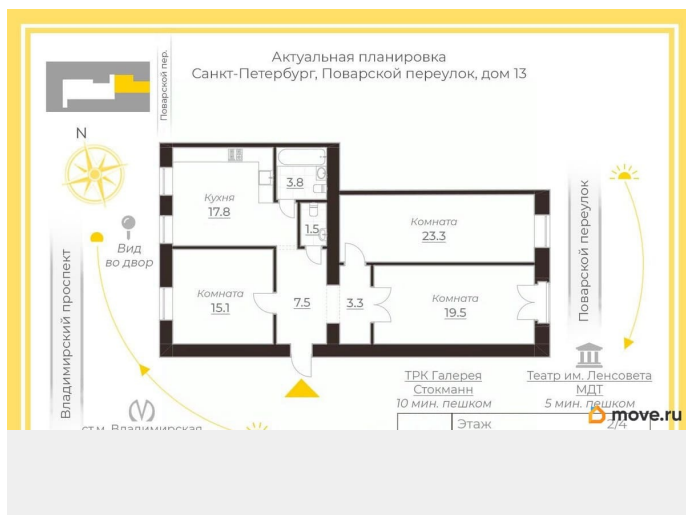 Актуальная планировка
Санкт-Петербург, Поварской переулок, дом 13
Поварской пер.
N
Вид
во двор
Владимирский проспект
Кухня
17.8
3.8
1.5
Комната
15.1
7.5
3.3
Комната
23.3
Комната
19.5
Поварской переулок
ТРК Галерея
Стокманн
10 мин. пешком
Театр им. Ленсовета
МДТ
5 мин. пешком
ст.м. Владимирская
Этаж
2/4
move.ru